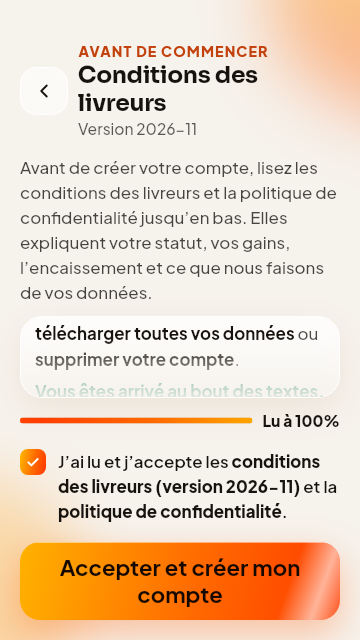 AVANT DE COMMENCER
Conditions des
livreurs
Version 2026–11
Avant de créer votre compte, lisez les
conditions des livreurs et la politique de
confidentialité jusqu’en bas. Elles
expliquent votre statut, vos gains,
l’encaissement et ce que nous faisons
de vos données.
télécharger toutes vos données ou
supprimer votre compte.
Vous êtes arrivé au bout des textes.
Lu à 100%
J’ai lu et j’accepte les conditions
des livreurs (version 2026–11) et la
politique de confidentialité.
Accepter et créer mon
compte